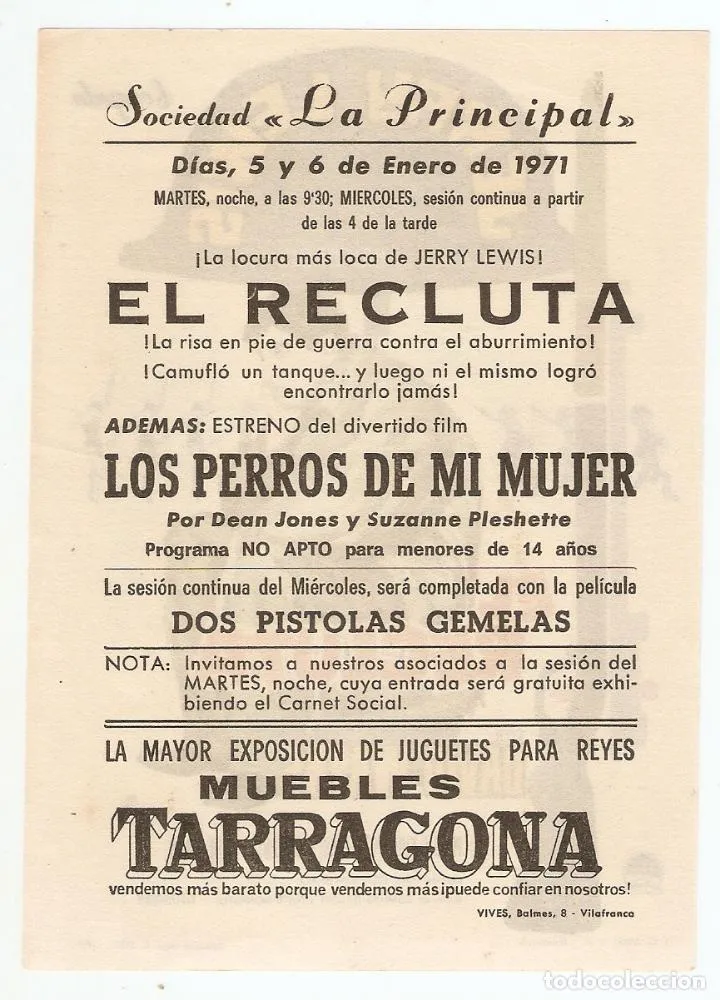 Sociedad «La Principal»
Días, 5 y 6 de Enero de 1971
MARTES, noche, a las 9'30; MIERCOLES, sesión continua a partir
de las 4 de la tarde
¡La locura más loca de JERRY LEWIS!
EL RECLUTA
!La risa en pie de guerra contra el aburrimiento!
!Camufló un tanque... y luego ni el mismo logró
encontrarlo jamás!
ADEMAS: ESTRENO del divertido film
LOS PERROS DE MI MUJER
Por Dean Jones y Suzanne Pleshette
Programa NO APTO para menores de 14 años
La sesión continua del Miércoles, será completada con la película
DOS PISTOLAS GEMELAS
NOTA: Invitamos a nuestros asociados a la sesión del
MARTES, noche, cuya entrada será gratuita exhi-
biendo el Carnet Social.
LA MAYOR EXPOSICION DE JUGUETES PARA REYES
MUEBLES
TARRAGONA
vendemos más barato porque vendemos más ¡puede confiar en nosotros!
VIVES, Balmes, 8 - Vilafranca
todocoleccion